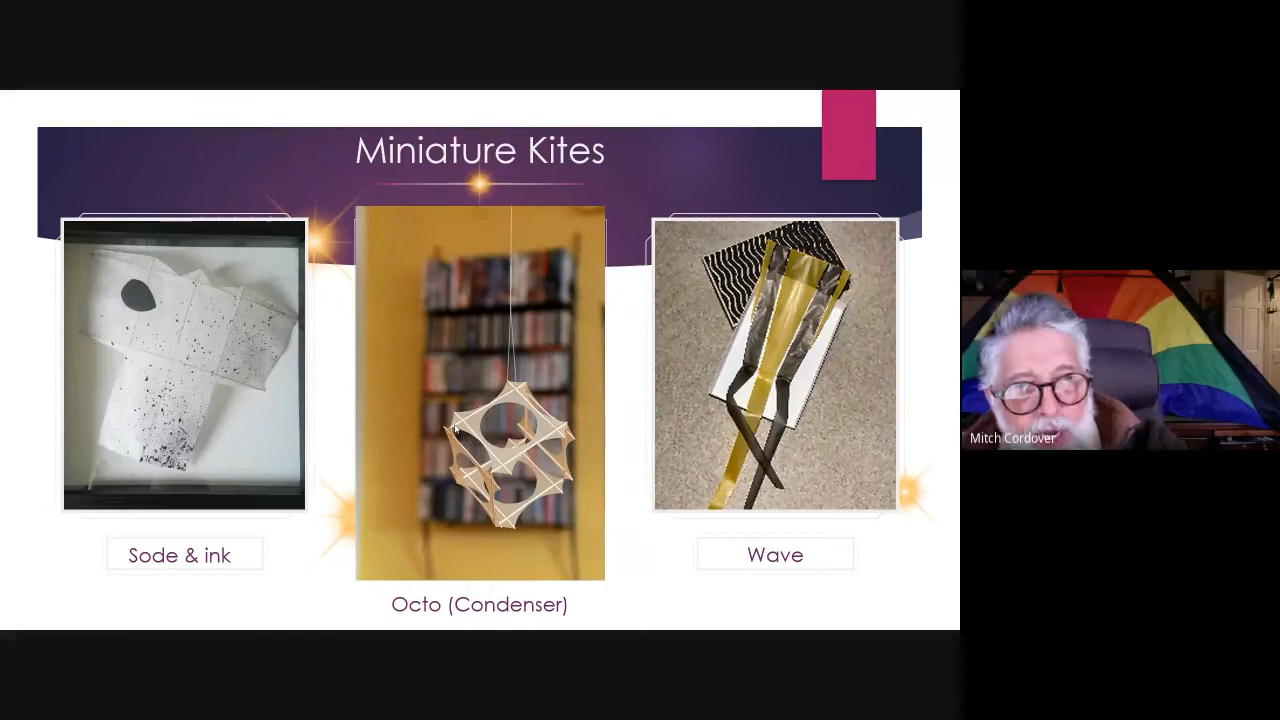 Miniature Kites
Sode & ink
Octo (Condenser)
Wave
Mitch Cordover